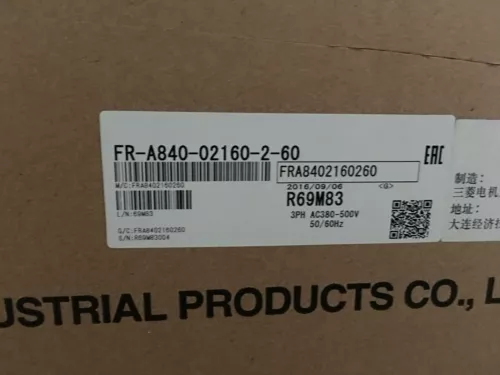 FR-A840-02160-2-60
M/C:FRA8402160260
FRA8402160260
2016/09/06 <G>
R69M83
L/N:69M83
3PH AC380-500V
50/60Hz
G/C:FRA8402160260
S/N:R69M83004
EAC
制造:
三菱电机
地址:
大连经济
USTRIAL PRODUCTS CO., L